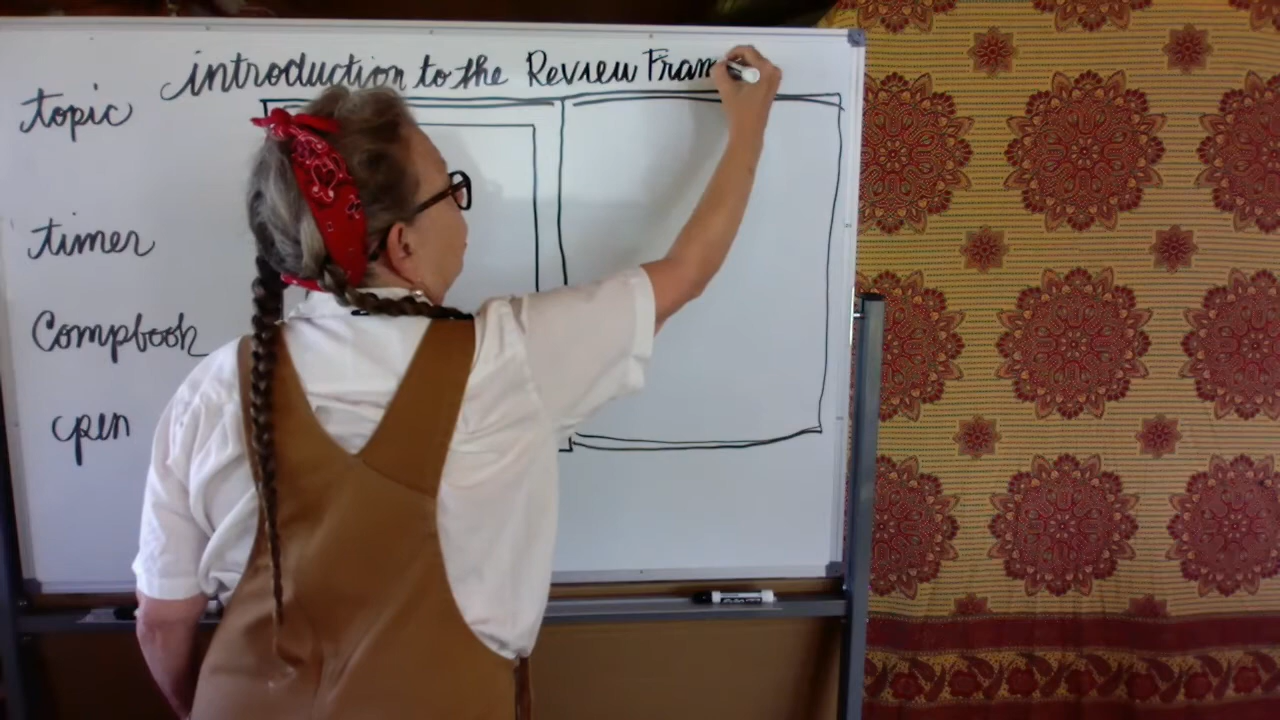 introduction to the Review Fram
topic
timer
Compbook
pen